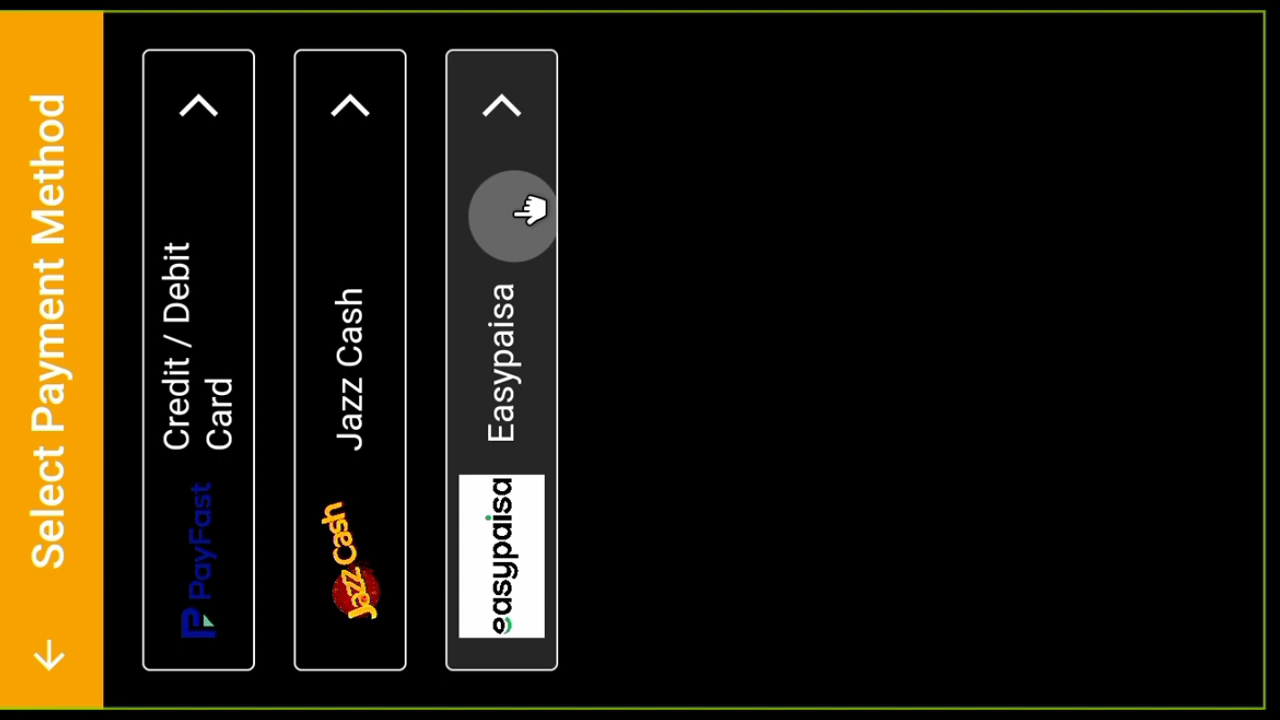 Select Payment Method
PayFast
Credit / Debit
Card
Jazz Cash
Jazz Cash
easypaisa
Easypaisa